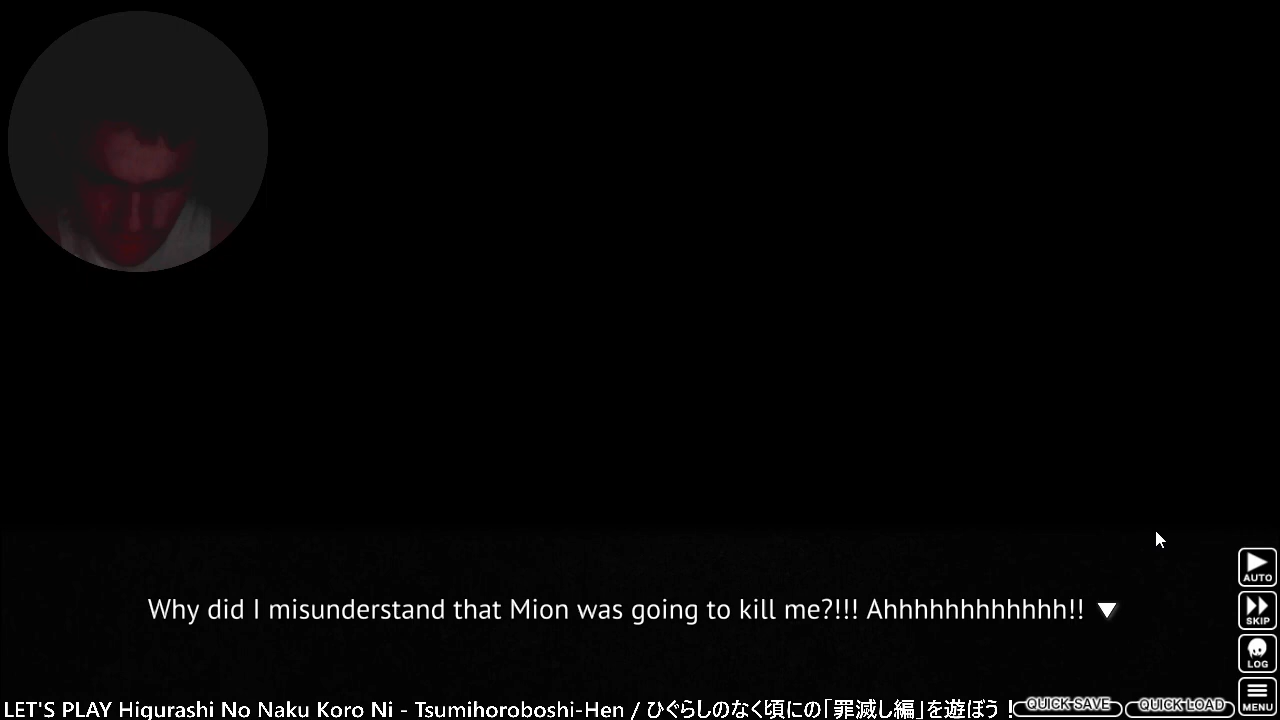 Why did I misunderstand that Mion was going to kill me?!!! Ahhhhhhhhhhhh!!
AUTO
SKIP
LOG
MENU
LET'S PLAY Higurashi No Naku Koro Ni - Tsumihoroboshi-Hen / ひぐらしのなく頃にの「罪滅し編」を遊ぼう！
QUICK SAVE
QUICK LOAD